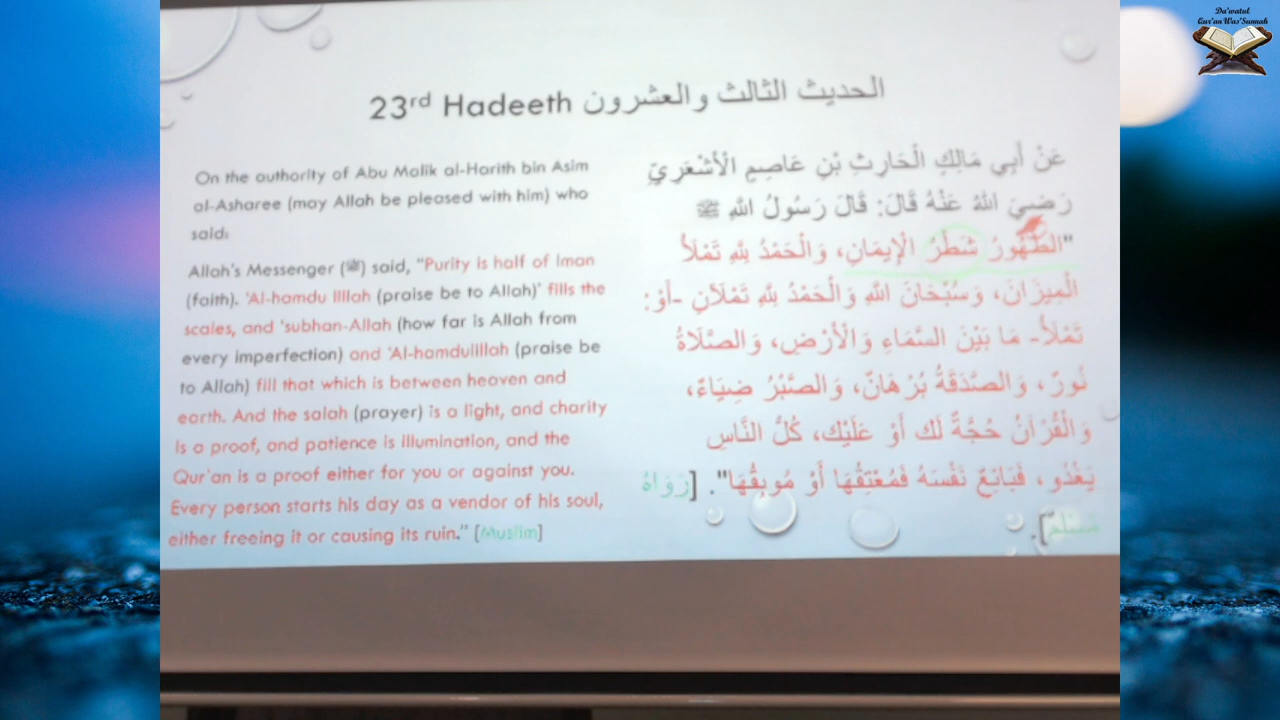 Da'watul
Qur'an Was'Sunnah
23rd Hadeeth الحديث الثالث والعشرون
On the authority of Abu Malik al-Harith bin Asim
al-Asharee (may Allah be pleased with him) who
said:
Allah's Messenger (ﷺ) said, "Purity is half of Iman
(faith). 'Al-hamdu lillah (praise be to Allah)' fills the
scales, and 'subhan-Allah (how far is Allah from
every imperfection) and 'Al-hamdulillah (praise be
to Allah) fill that which is between heaven and
earth. And the salah (prayer) is a light, and charity
is a proof, and patience is illumination, and the
Qur'an is a proof either for you or against you.
Every person starts his day as a vendor of his soul,
either freeing it or causing its ruin." [Muslim]
عَنْ أَبِي مَالِكٍ الْحَارِثِ بْنِ عَاصِمٍ الْأَشْعَرِيِّ
رَضِيَ اللَّهُ عَنْهُ قَالَ: قَالَ رَسُولُ اللَّهِ ﷺ
"الطَّهُورُ شَطْرُ الْإِيمَانِ، وَالْحَمْدُ لِلَّهِ تَمْلَأُ
الْمِيزَانَ، وَسُبْحَانَ اللَّهِ وَالْحَمْدُ لِلَّهِ تَمْلَآنِ -أَوْ:
تَمْلَأُ- مَا بَيْنَ السَّمَاءِ وَالْأَرْضِ، وَالصَّلَاةُ
نُورٌ، وَالصَّدَقَةُ بُرْهَانٌ، وَالصَّبْرُ ضِيَاءٌ،
وَالْقُرْآنُ حُجَّةٌ لَك أَوْ عَلَيْك، كُلُّ النَّاسِ
يَغْدُو، فَبَائِعٌ نَفْسَهُ فَمُعْتِقُهَا أَوْ مُوبِقُهَا". [رَوَاهُ
مُسْلِمٌ].